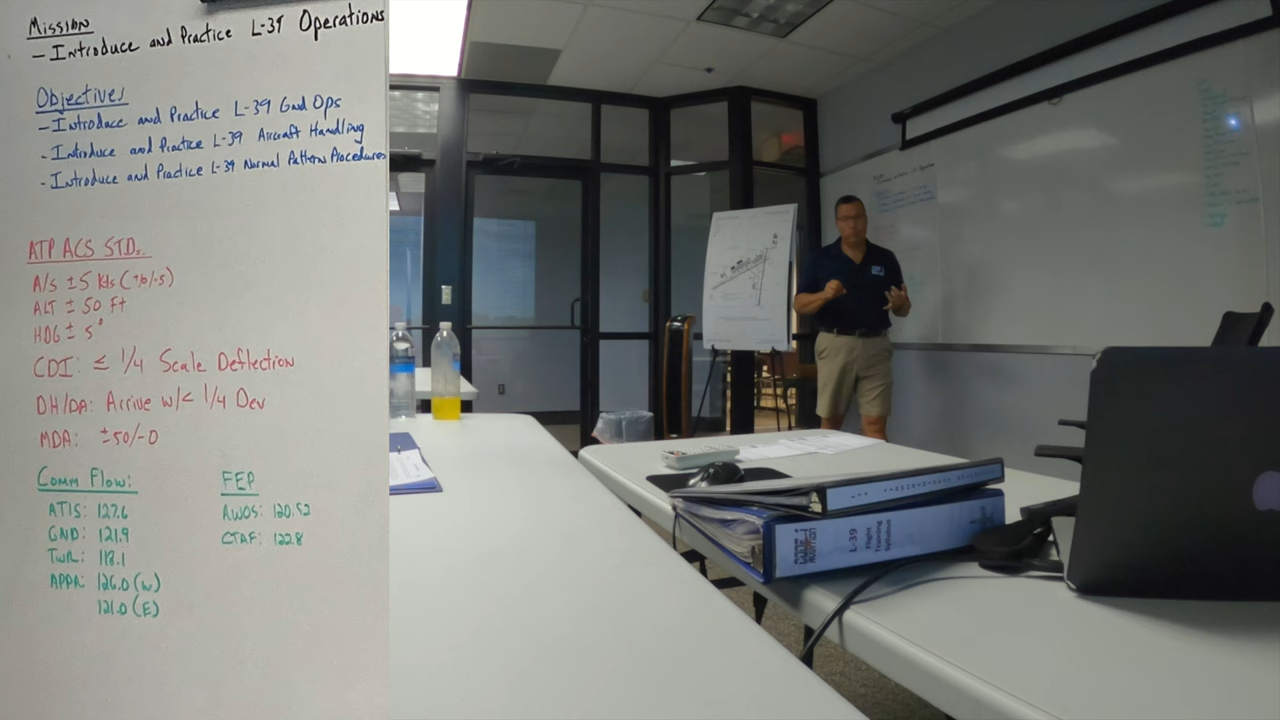 Mission
- Introduce and Practice L-39 Operations
Objectives
- Introduce and Practice L-39 Gnd Ops
- Introduce and Practice L-39 Aircraft Handling
- Introduce and Practice L-39 Normal Pattern Procedures
ATP ACS STDs.
A/S ±5 Kts (+10/-5)
ALT ± 50 Ft
HDG ± 5°
CDI: ≤ 1/4 Scale Deflection
DH/DA: Arrive w/< 1/4 Dev
MDA: ±50/-0
Comm Flow:
ATIS: 127.6
GND: 121.9
TWR: 118.1
APPR: 126.0 (W)
121.0 (E)
FEP
AWOS: 120.52
CTAF: 122.8
L-39
Flight
Training
Syllabus